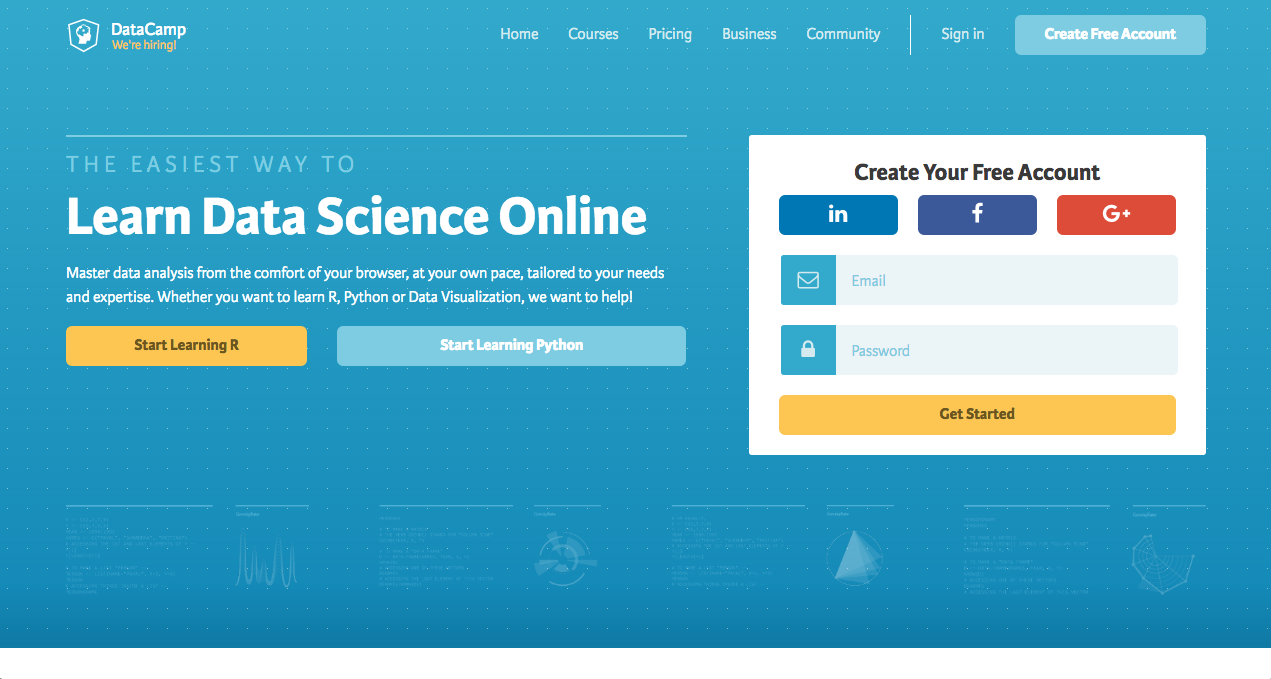 DataCamp
We're hiring!
Home Courses Pricing Business Community Sign in Create Free Account
THE EASIEST WAY TO
Learn Data Science Online
Master data analysis from the comfort of your browser, at your own pace, tailored to your needs
and expertise. Whether you want to learn R, Python or Data Visualization, we want to help!
Start Learning R Start Learning Python
Create Your Free Account
in f G+
Email
Password
Get Started